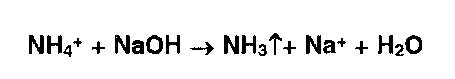 NH₄⁺ + NaOH → NH₃↑+ Na⁺ + H₂O